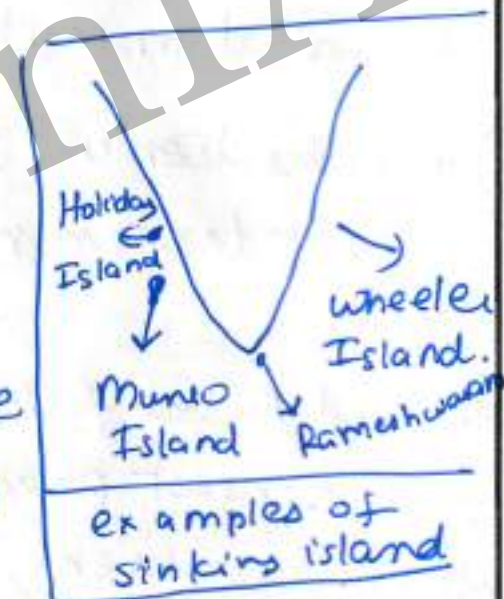 Holiday
Island
Munro
Island
Wheeler
Island.
Rameshwaram
examples of
sinking island